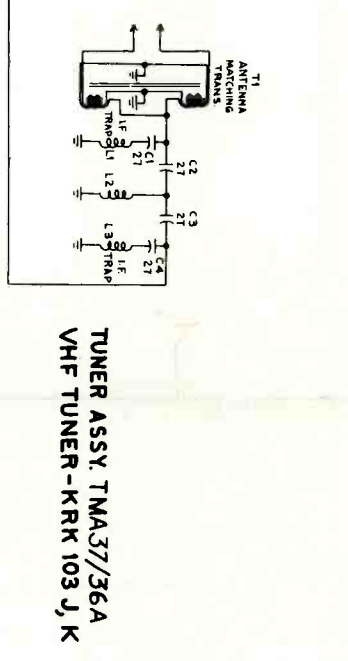 T1
ANTENNA
MATCHING
TRANS.
I.F
TRAP
L1
C1
27
C2
27
L2
C3
27
L3
I.F.
TRAP
27
C4
TUNER ASSY. TMA37/36A
VHF TUNER-KRK 103 J, K